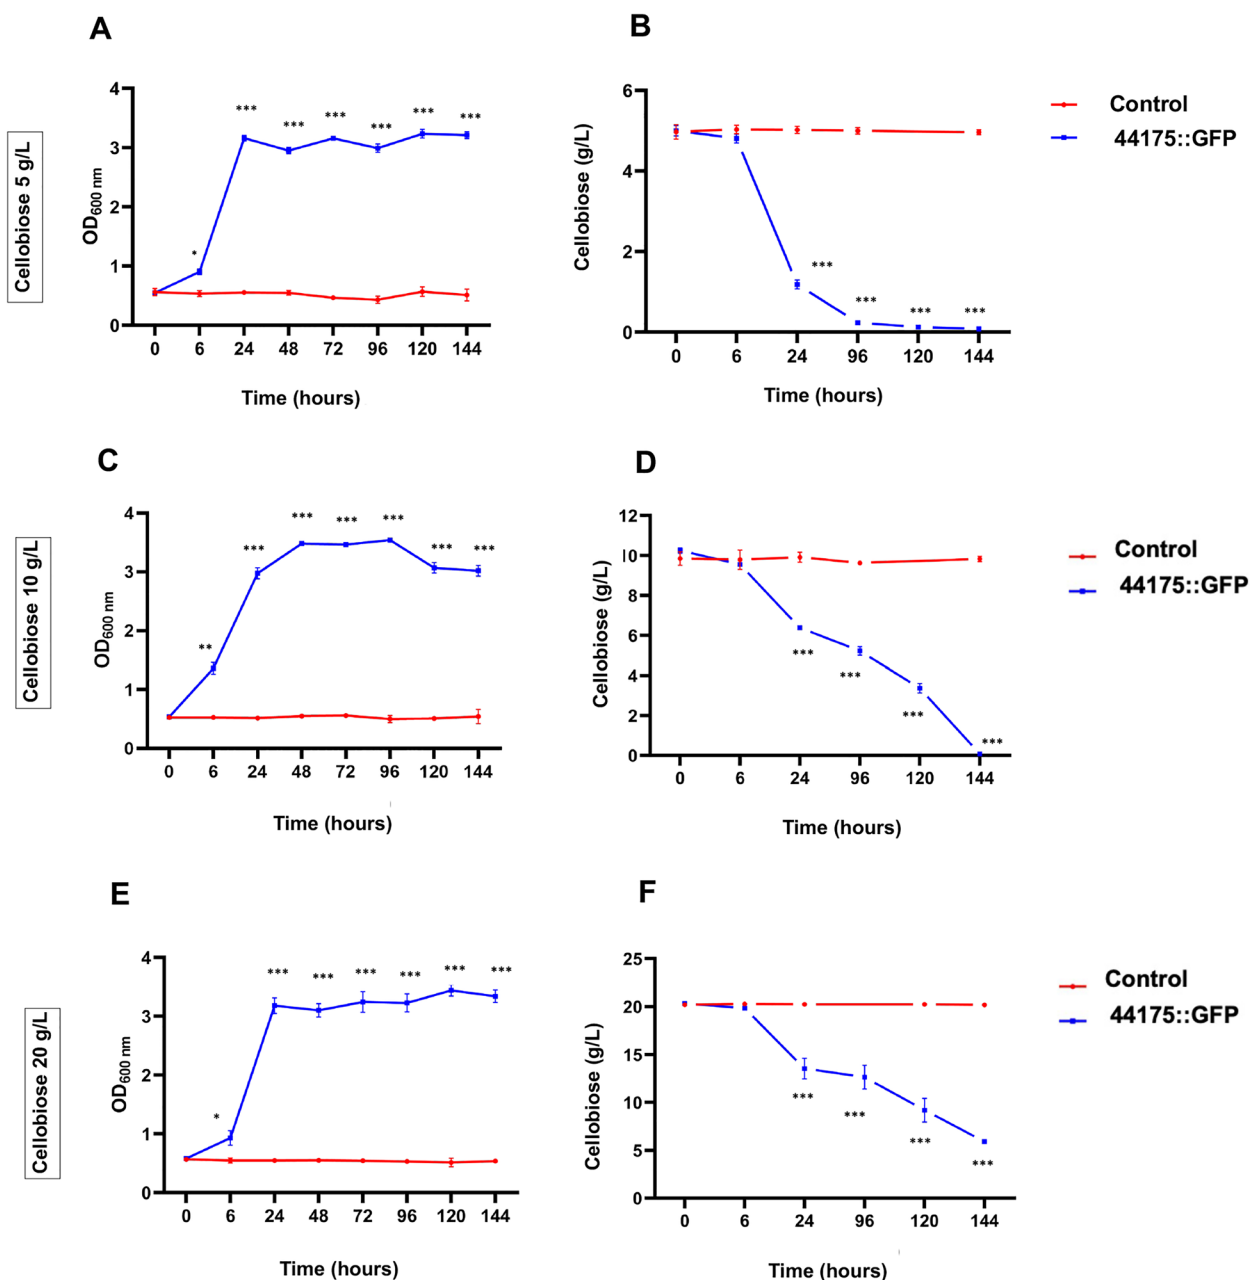 A
Cellobiose 5 g/L
OD600 nm
4
3
2
1
0
*
***
***
***
***
***
***
0 6 24 48 72 96 120 144
Time (hours)
B
Cellobiose (g/L)
6
4
2
0
***
***
***
***
0 6 24 96 120 144
Time (hours)
Control
44175::GFP
C
Cellobiose 10 g/L
OD600 nm
4
3
2
1
0
**
***
***
***
***
***
***
0 6 24 48 72 96 120 144
Time (hours)
D
Cellobiose (g/L)
12
10
8
6
4
2
0
***
***
***
***
0 6 24 96 120 144
Time (hours)
Control
44175::GFP
E
Cellobiose 20 g/L
OD600 nm
4
3
2
1
0
*
***
***
***
***
***
***
0 6 24 48 72 96 120 144
Time (hours)
F
Cellobiose (g/L)
25
20
15
10
5
0
***
***
***
***
0 6 24 96 120 144
Time (hours)
Control
44175::GFP